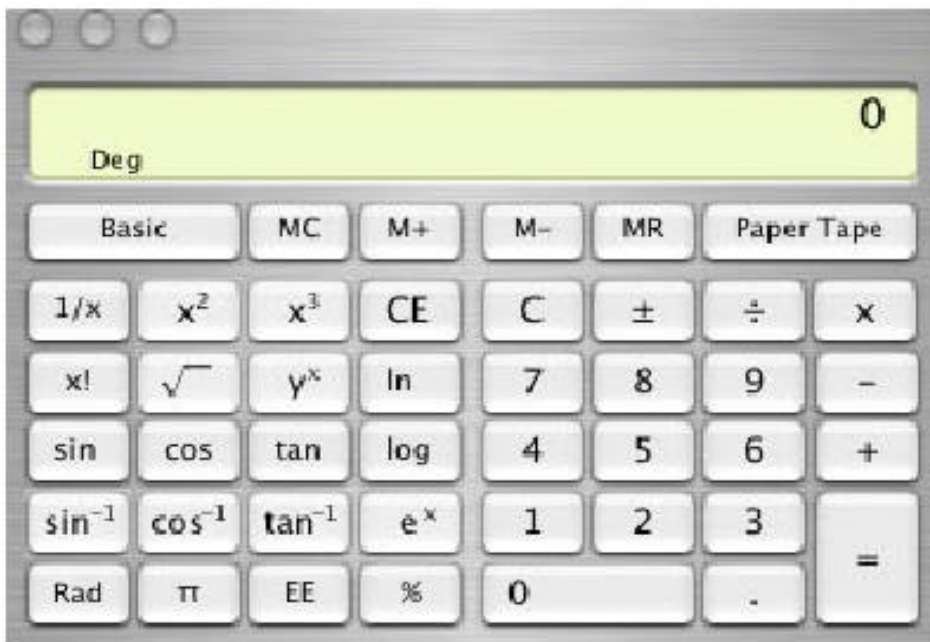 0
Deg
Basic MC M+ M- MR Paper Tape
1/x x² x³ CE C ± ÷ ×
x! √ yˣ ln 7 8 9 -
sin cos tan log 4 5 6 +
sin⁻¹ cos⁻¹ tan⁻¹ eˣ 1 2 3 =
Rad π EE % 0 .